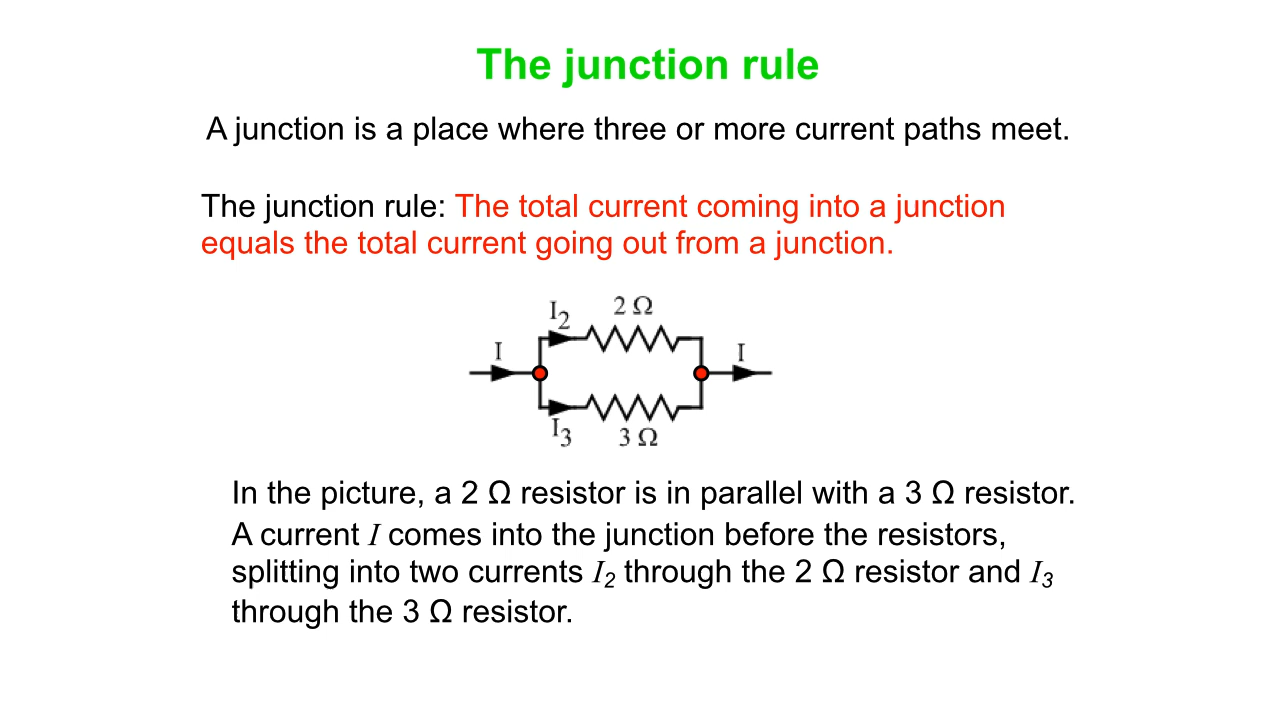 The junction rule
A junction is a place where three or more current paths meet.
The junction rule: The total current coming into a junction
equals the total current going out from a junction.
I₂ 2 Ω
I I
I₃ 3 Ω
In the picture, a 2 Ω resistor is in parallel with a 3 Ω resistor.
A current I comes into the junction before the resistors,
splitting into two currents I₂ through the 2 Ω resistor and I₃
through the 3 Ω resistor.